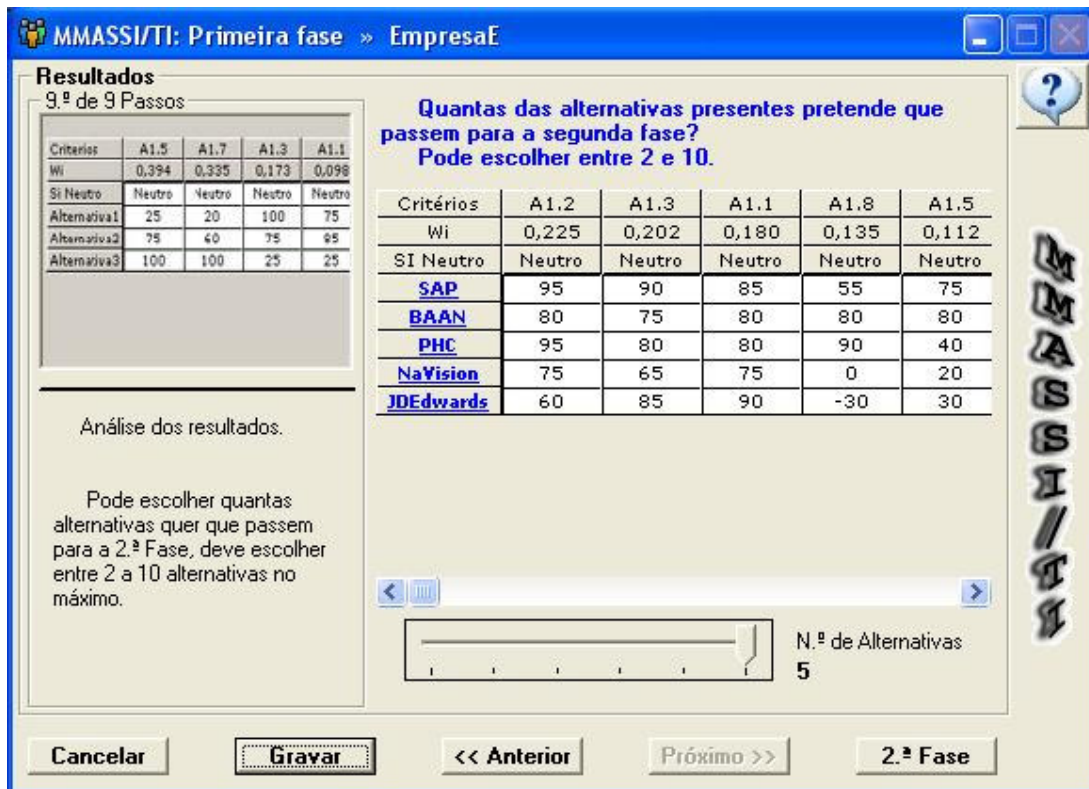 MMASSI/TI: Primeira fase » EmpresaE
Resultados
9.º de 9 Passos
Criterios A1.5 A1.7 A1.3 A1.1
Wi 0,394 0,335 0,173 0,098
Si Neutro Neutro Neutro Neutro Neutro
Alternativa1 25 20 100 75
Alternativa2 75 60 75 95
Alternativa3 100 100 25 25
Análise dos resultados.
Pode escolher quantas
alternativas quer que passem
para a 2.ª Fase, deve escolher
entre 2 a 10 alternativas no
máximo.
Quantas das alternativas presentes pretende que
passem para a segunda fase?
Pode escolher entre 2 e 10.
Critérios A1.2 A1.3 A1.1 A1.8 A1.5
Wi 0,225 0,202 0,180 0,135 0,112
SI Neutro Neutro Neutro Neutro Neutro Neutro
SAP 95 90 85 55 75
BAAN 80 75 80 80 80
PHC 95 80 80 90 40
NaVision 75 65 75 0 20
JDEdwards 60 85 90 -30 30
N.º de Alternativas
5
?
MMASSI/TI
Cancelar
Gravar
<< Anterior
Próximo >>
2.ª Fase